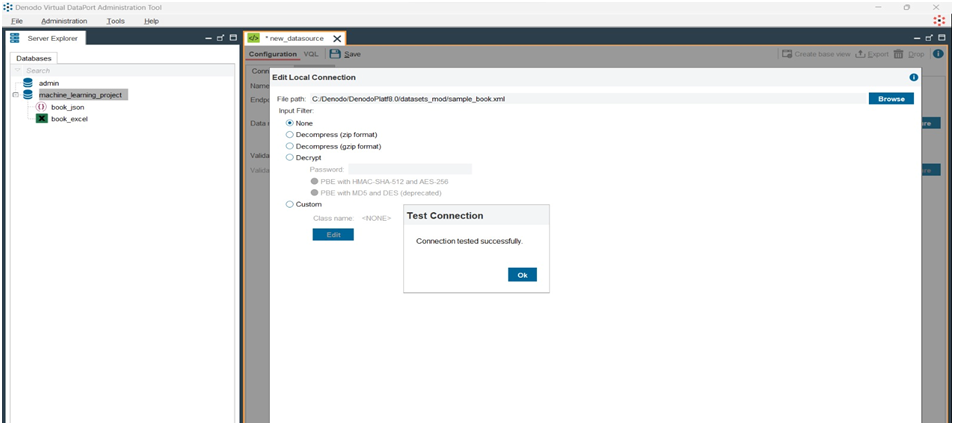 Denodo Virtual DataPort Administration Tool
File Administration Tools Help
Server Explorer
* new_datasource
Databases
Configuration VQL Save
Create base view Export Drop
Search
admin
machine_learning_project
book_json
book_excel
Conn
Name
Endpo
Data r
Valida
Valida
Edit Local Connection
File path: C:/Denodo/DenodoPlatf8.0/datasets_mod/sample_book.xml
Browse
Input Filter:
None
Decompress (zip format)
Decompress (gzip format)
Decrypt
Password:
PBE with HMAC-SHA-512 and AES-256
PBE with MD5 and DES (deprecated)
Custom
Class name: <NONE>
Edit
Test Connection
Connection tested successfully.
Ok